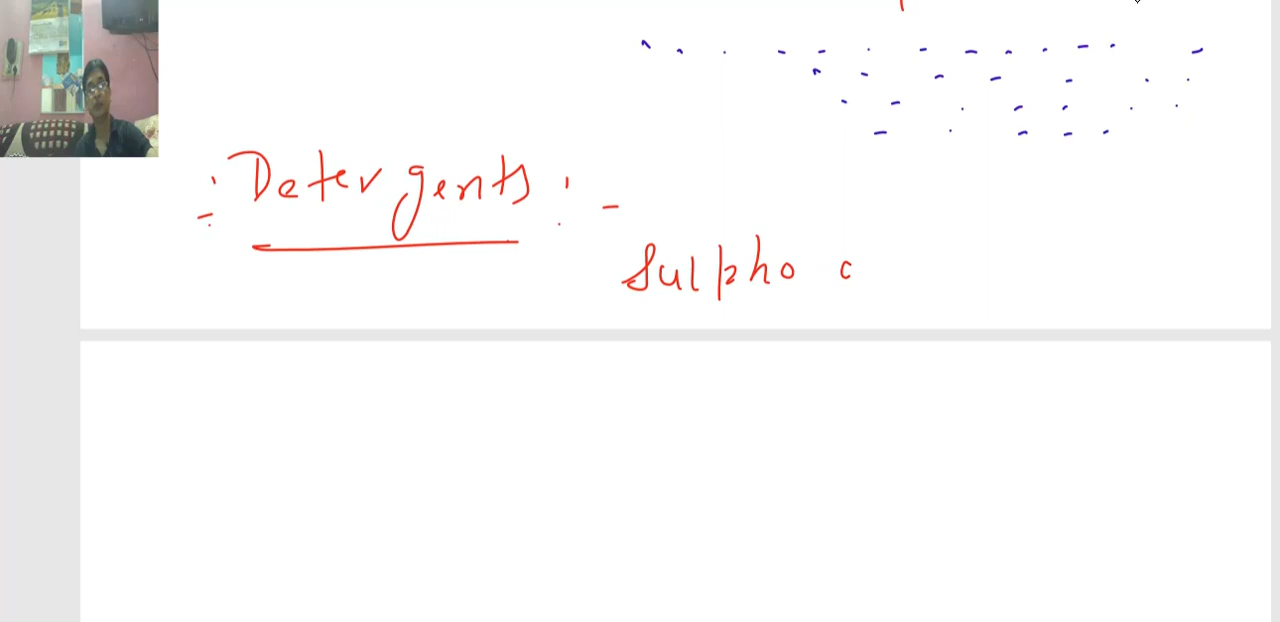 :- Detergents :-
Sulpho c